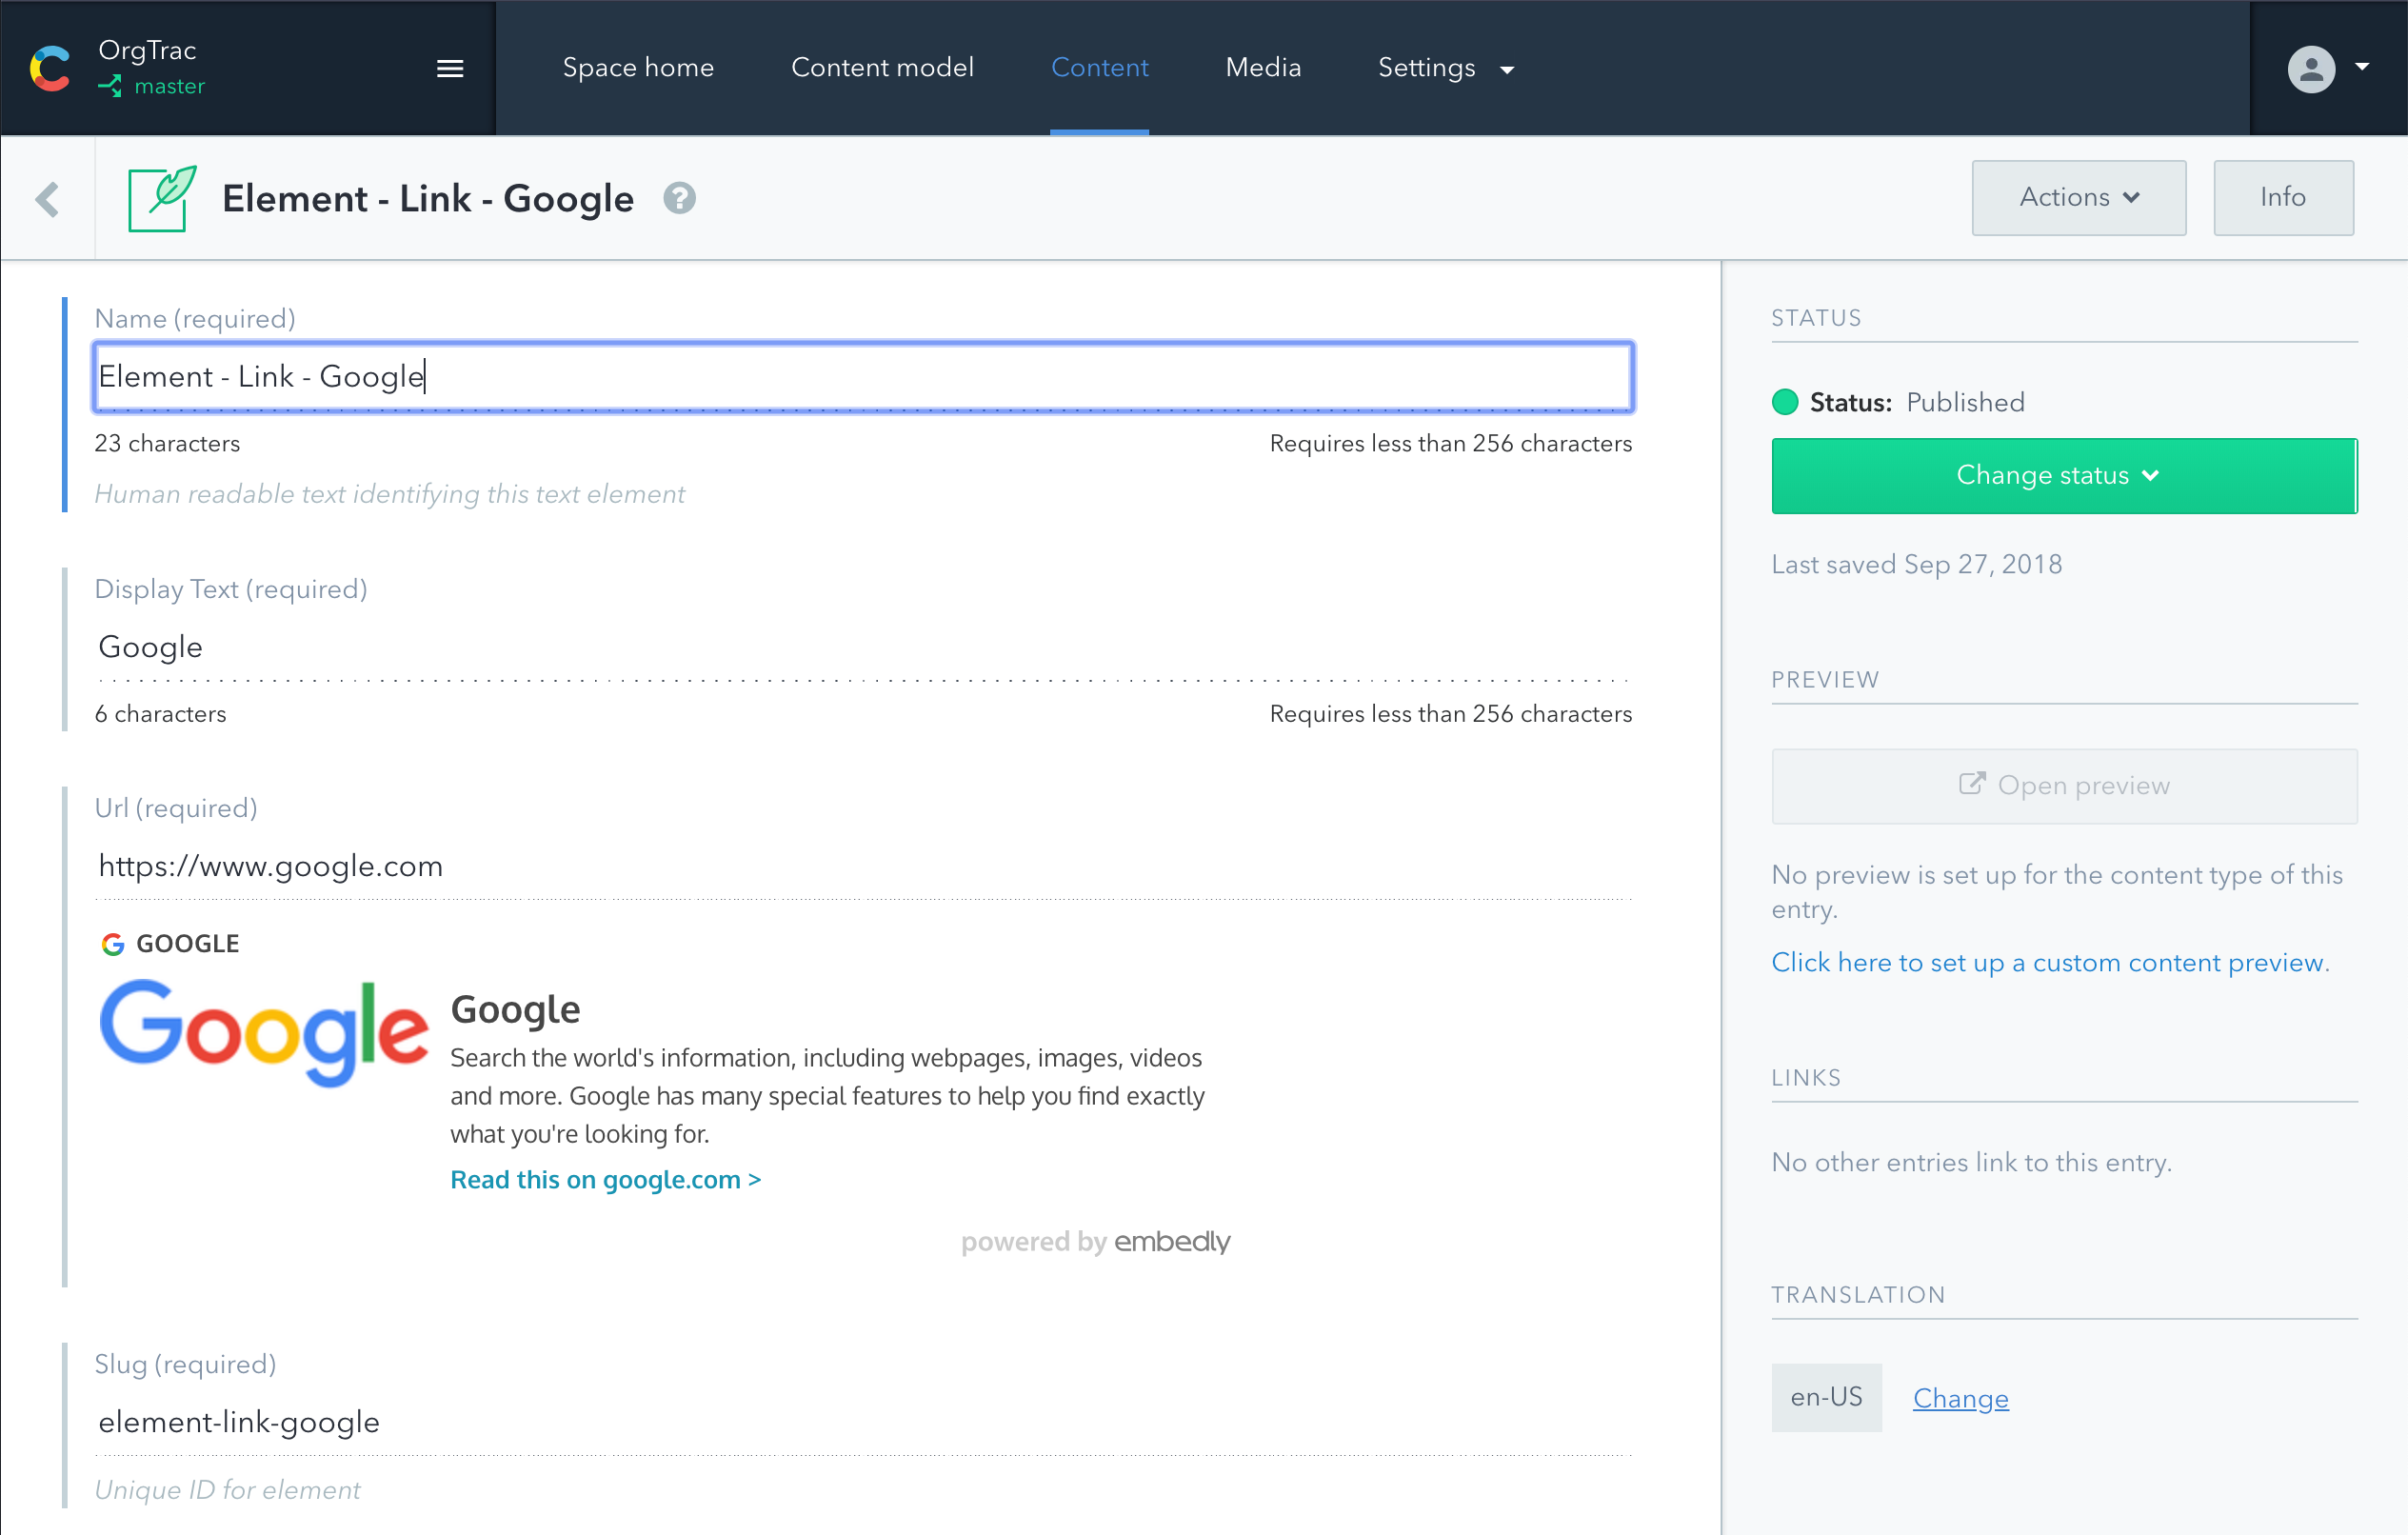 OrgTrac
master
Space home
Content model
Content
Media
Settings
Element - Link - Google
?
Actions
Info
Name (required)
Element - Link - Google
23 characters
Requires less than 256 characters
Human readable text identifying this text element
Display Text (required)
Google
6 characters
Requires less than 256 characters
Url (required)
https://www.google.com
GOOGLE
Google
Google
Search the world's information, including webpages, images, videos
and more. Google has many special features to help you find exactly
what you're looking for.
Read this on google.com >
powered by embedly
Slug (required)
element-link-google
Unique ID for element
STATUS
Status: Published
Change status
Last saved Sep 27, 2018
PREVIEW
Open preview
No preview is set up for the content type of this
entry.
Click here to set up a custom content preview.
LINKS
No other entries link to this entry.
TRANSLATION
en-US
Change